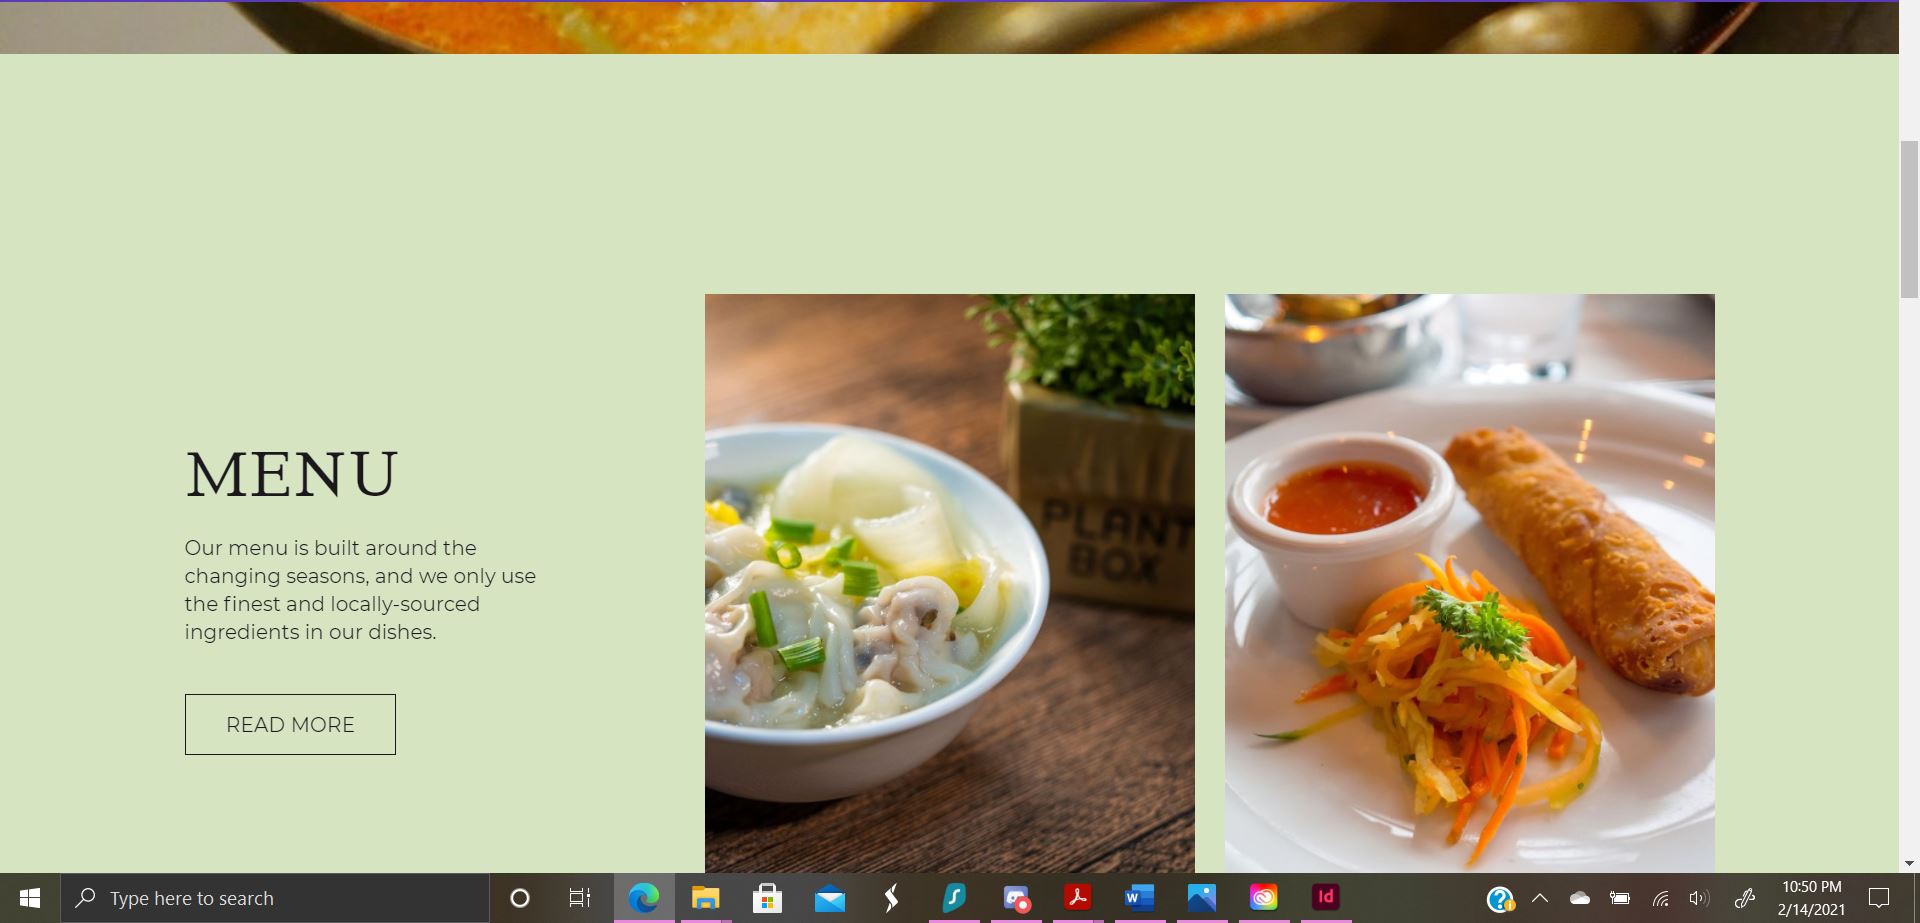 PLANT
BOX
MENU
Our menu is built around the
changing seasons, and we only use
the finest and locally-sourced
ingredients in our dishes.
READ MORE
Type here to search
W
Id
10:50 PM
2/14/2021